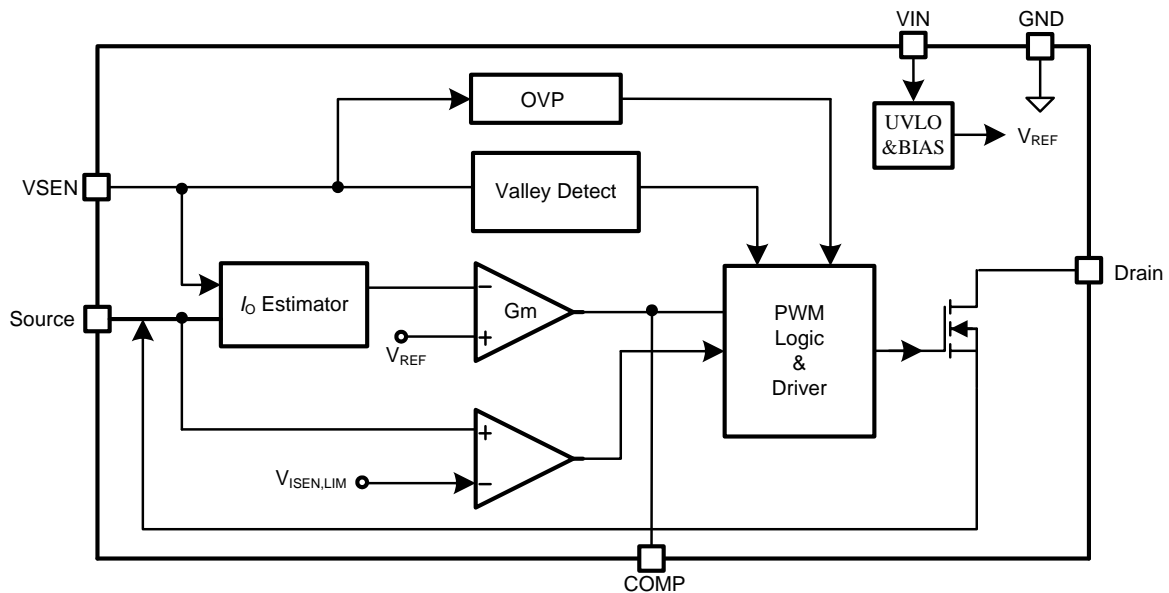 VIN
GND
OVP
UVLO
&BIAS
VREF
VSEN
Valley Detect
Drain
Source
IO Estimator
−
Gm
+
VREF
PWM
Logic
&
Driver
+
VISEN,LIM
−
COMP